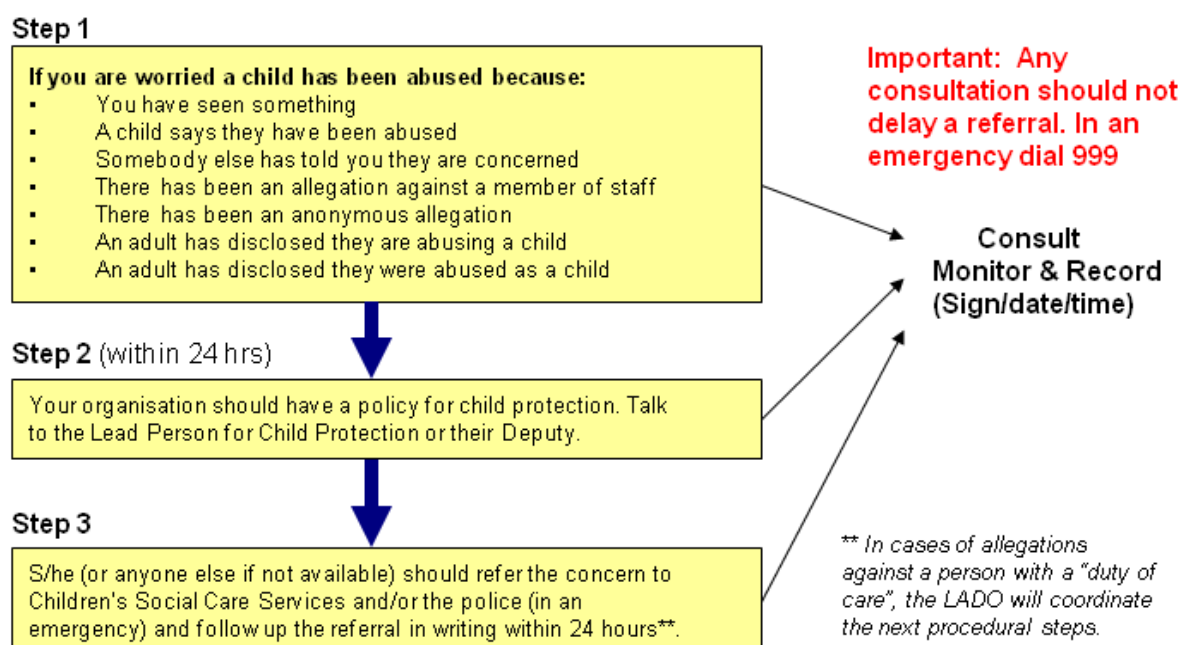 Step 1
If you are worried a child has been abused because:
▪ You have seen something
▪ A child says they have been abused
▪ Somebody else has told you they are concerned
▪ There has been an allegation against a member of staff
▪ There has been an anonymous allegation
▪ An adult has disclosed they are abusing a child
▪ An adult has disclosed they were abused as a child
Important: Any
consultation should not
delay a referral. In an
emergency dial 999
Consult
Monitor & Record
(Sign/date/time)
Step 2 (within 24 hrs)
Your organisation should have a policy for child protection. Talk
to the Lead Person for Child Protection or their Deputy.
Step 3
S/he (or anyone else if not available) should refer the concern to
Children's Social Care Services and/or the police (in an
emergency) and follow up the referral in writing within 24 hours**.
** In cases of allegations
against a person with a “duty of
care”, the LADO will coordinate
the next procedural steps.